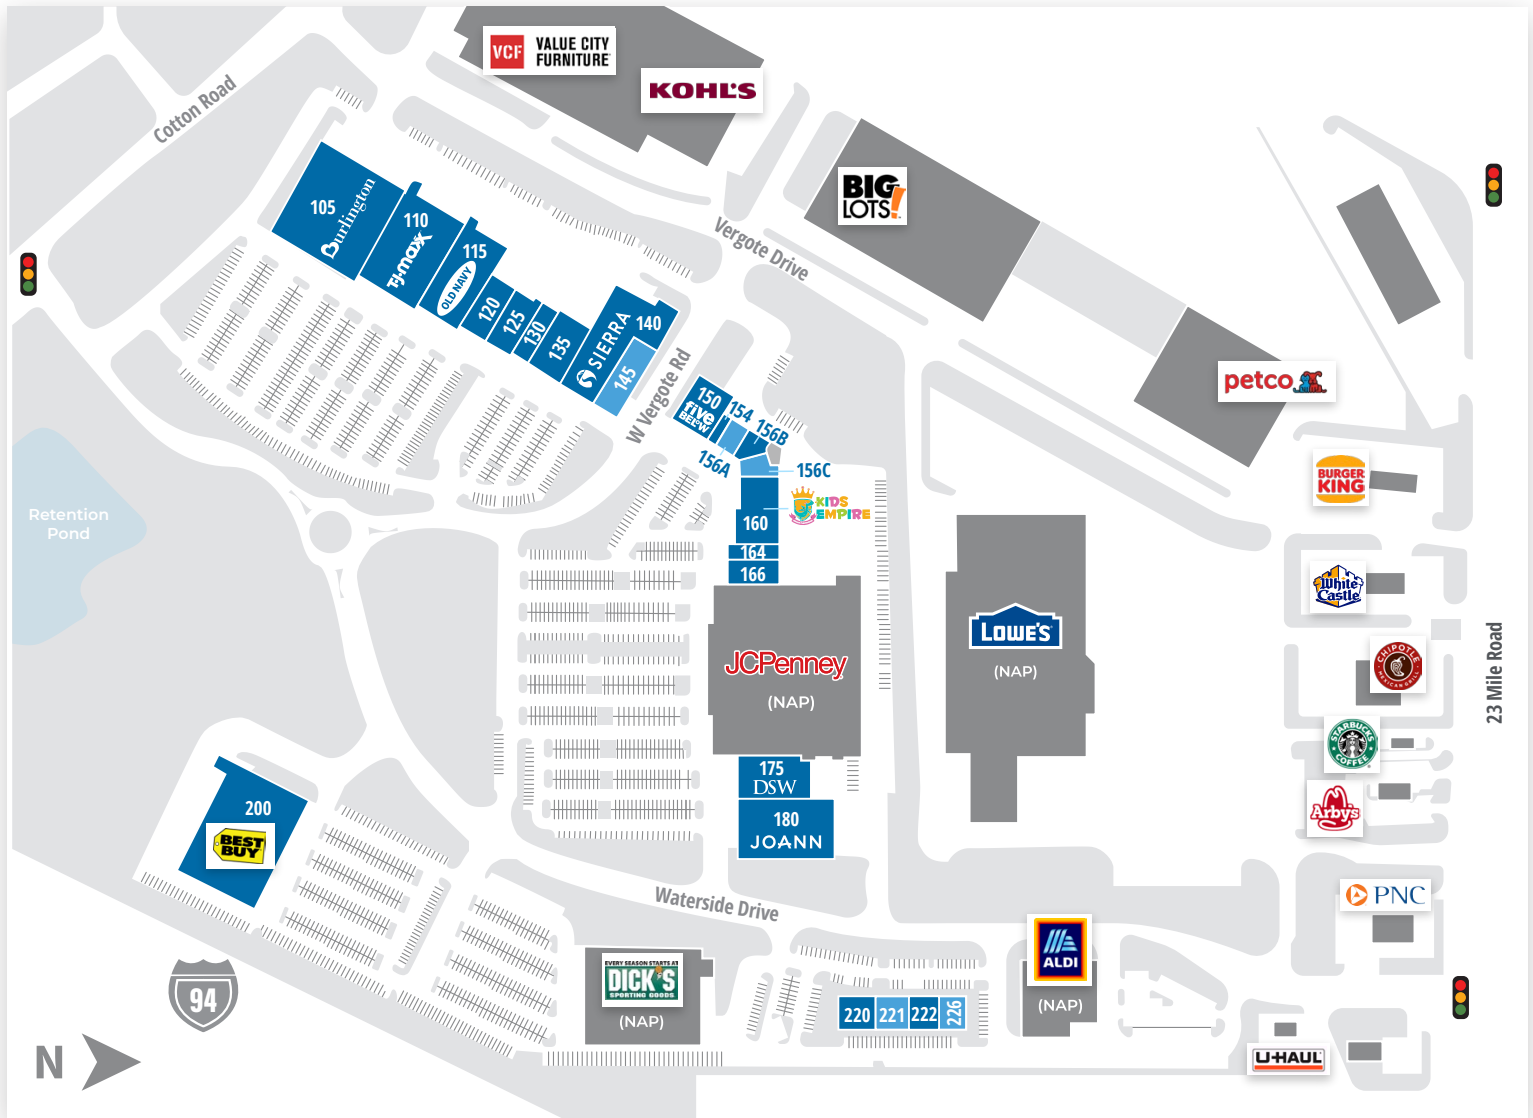 VCF
VALUE CITY
FURNITURE
KOHL'S
Cotton Road
BIG
LOTS!
105
Burlington
110
T.J.maxx
115
OLD NAVY
120
125
130
135
SIERRA
140
145
Vergote Drive
W Vergote Rd
150
five
BELOW
154
156B
156A
156C
KIDS
EMPIRE
160
164
166
petco
BURGER
KING
Retention
Pond
White
Castle
LOWE'S
(NAP)
JCPenney
(NAP)
CHIPOTLE
MEXICAN GRILL
23 Mile Road
STARBUCKS
COFFEE
Arby's
175
DSW
180
JOANN
200
BEST
BUY
Waterside Drive
PNC
ALDI
(NAP)
EVERY SEASON STARTS AT
DICK'S
SPORTING GOODS
(NAP)
94
220
221
222
226
N
U-HAUL